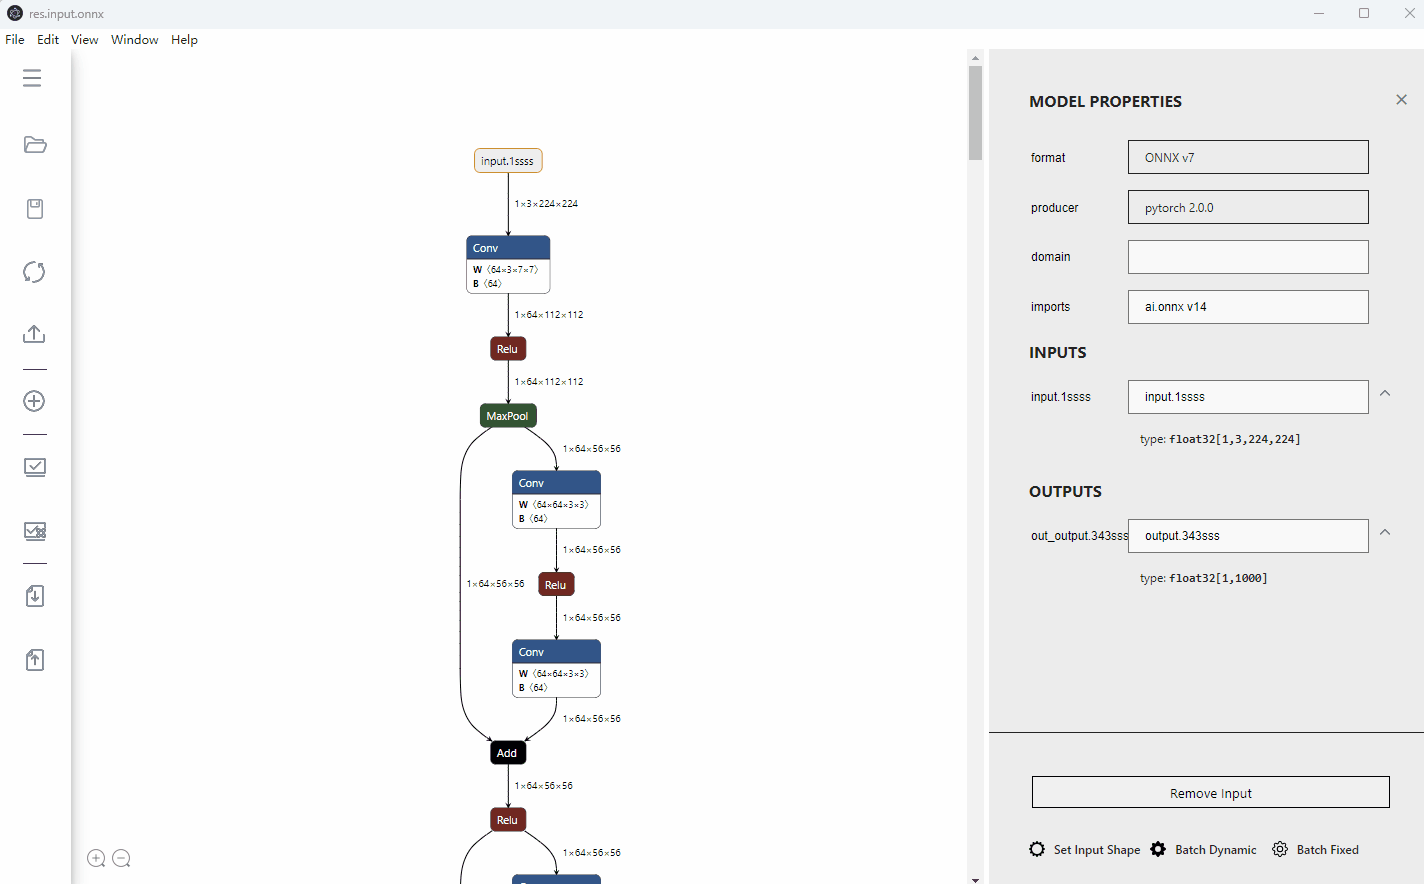 res.input.onnx
File Edit View Window Help
input.1ssss
1×3×224×224
Conv
W 〈64×3×7×7〉
B 〈64〉
1×64×112×112
Relu
1×64×112×112
MaxPool
1×64×56×56
Conv
W 〈64×64×3×3〉
B 〈64〉
1×64×56×56
1×64×56×56
Relu
1×64×56×56
Conv
W 〈64×64×3×3〉
B 〈64〉
1×64×56×56
Add
1×64×56×56
Relu
1×64×56×56
MODEL PROPERTIES
format ONNX v7
producer pytorch 2.0.0
domain
imports ai.onnx v14
INPUTS
input.1ssss input.1ssss
type: float32[1,3,224,224]
OUTPUTS
out_output.343sss output.343sss
type: float32[1,1000]
Remove Input
Set Input Shape Batch Dynamic Batch Fixed